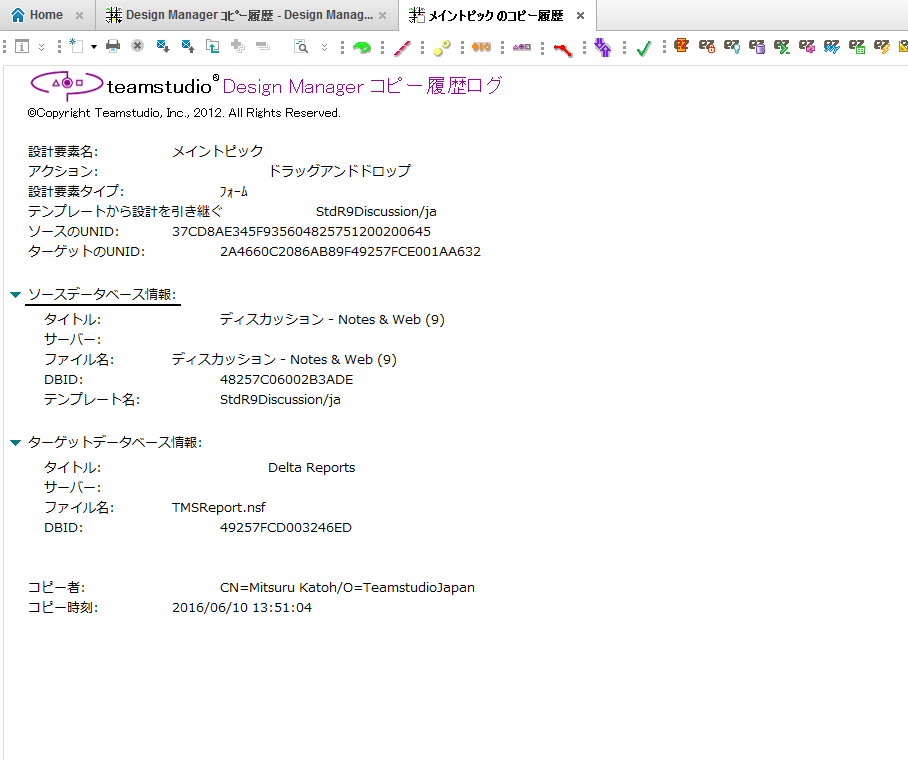 Home
Design Manager ｺﾋﾟｰ 履歴 - Design Manag...
メイントピック のコピー履歴
teamstudio® Design Manager コピー履歴ログ
©Copyright Teamstudio, Inc., 2012. All Rights Reserved.
設計要素名: メイントピック
アクション: ドラッグアンドドロップ
設計要素タイプ: ﾌｫｰﾑ
テンプレートから設計を引き継ぐ StdR9Discussion/ja
ソースのUNID: 37CD8AE345F935604825751200200645
ターゲットのUNID: 2A4660C2086AB89F49257FCE001AA632
ソースデータベース情報:
タイトル: ディスカッション - Notes & Web (9)
サーバー:
ファイル名: ディスカッション - Notes & Web (9)
DBID: 48257C06002B3ADE
テンプレート名: StdR9Discussion/ja
ターゲットデータベース情報:
タイトル: Delta Reports
サーバー:
ファイル名: TMSReport.nsf
DBID: 49257FCD003246ED
コピー者: CN=Mitsuru Katoh/O=TeamstudioJapan
コピー時刻: 2016/06/10 13:51:04